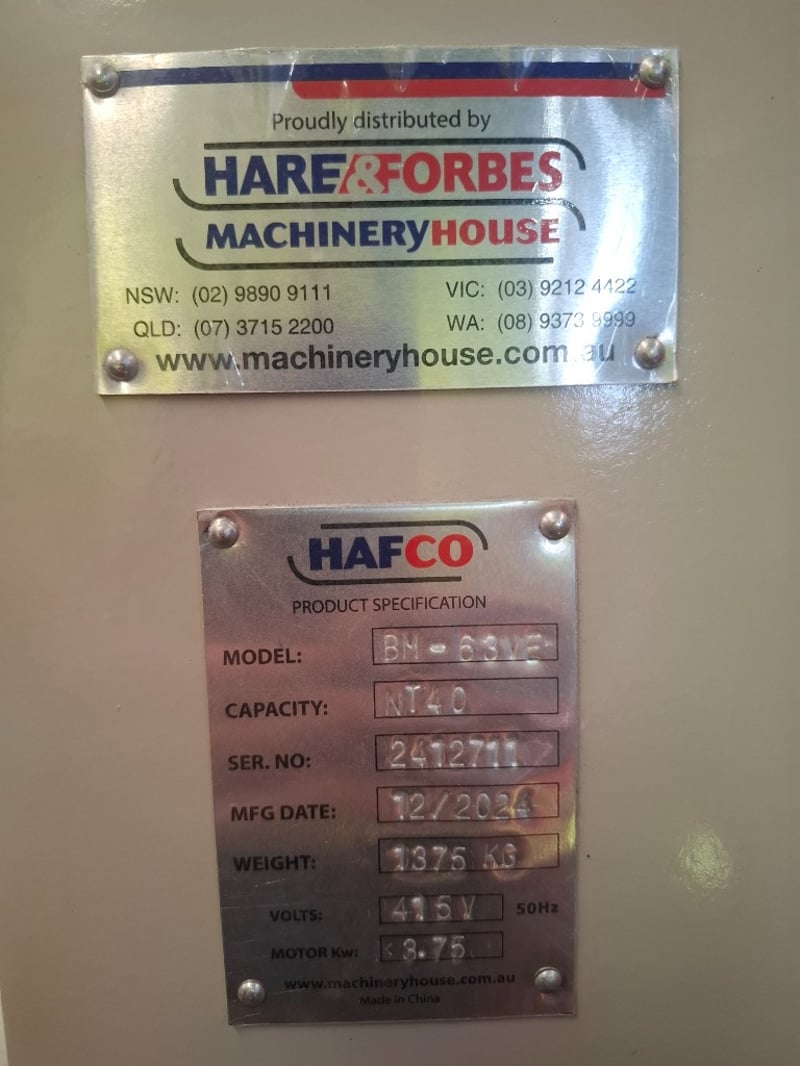 Proudly distributed by
HARE&FORBES
MACHINERYHOUSE
NSW: (02) 9890 9111 VIC: (03) 9212 4422
QLD: (07) 3715 2200 WA: (08) 9373 9999
www.machineryhouse.com.au
HAFCO
PRODUCT SPECIFICATION
MODEL: BM-63VE
CAPACITY: NT40
SER. NO: 2412711
MFG DATE: 12/2024
WEIGHT: 1375 KG
VOLTS: 415V 50Hz
MOTOR Kw: 3.75
www.machineryhouse.com.au
Made in China